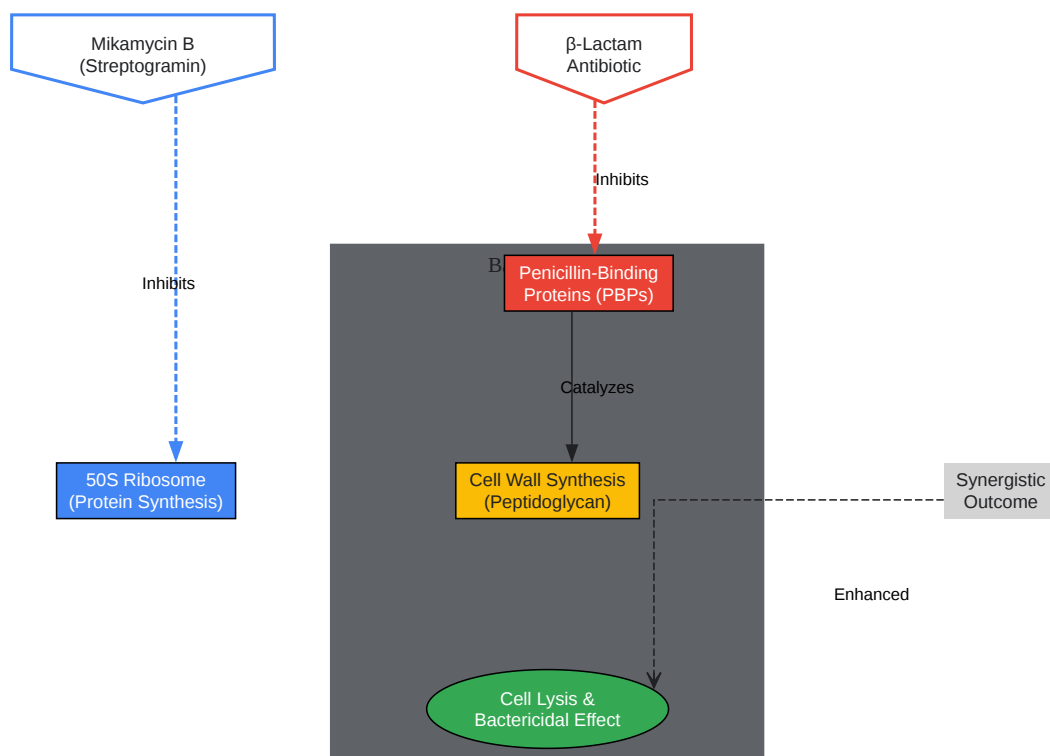 Mikamycin B
(Streptogramin)
β-Lactam
Antibiotic
Inhibits
Inhibits
Penicillin-Binding
Proteins (PBPs)
Catalyzes
50S Ribosome
(Protein Synthesis)
Cell Wall Synthesis
(Peptidoglycan)
Synergistic
Outcome
Enhanced
Cell Lysis &
Bactericidal Effect